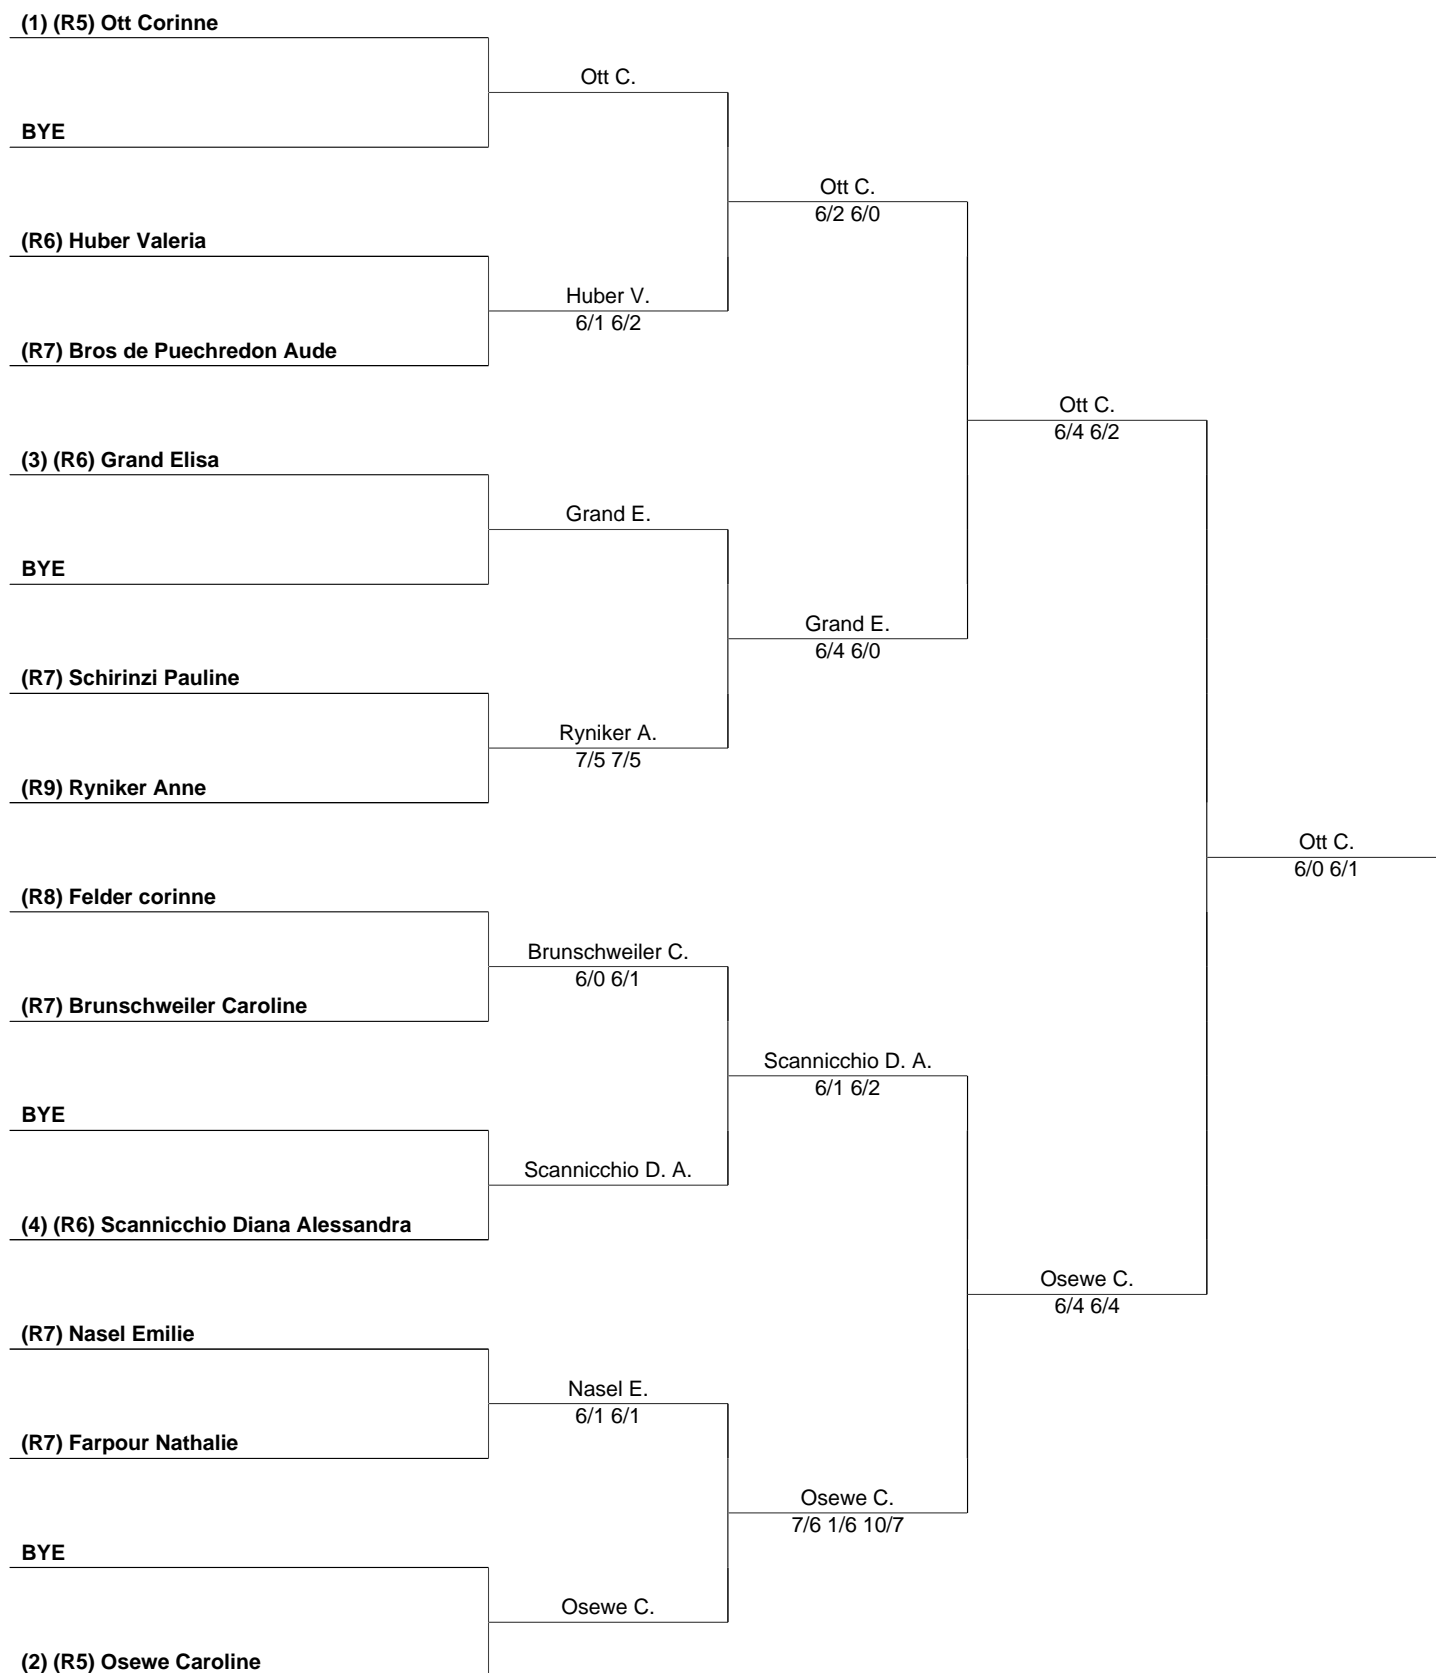 (1) (R5) Ott Corinne
Ott C.
BYE
Ott C.
6/2 6/0
(R6) Huber Valeria
Huber V.
6/1 6/2
(R7) Bros de Puechredon Aude
Ott C.
6/4 6/2
(3) (R6) Grand Elisa
Grand E.
BYE
Grand E.
6/4 6/0
(R7) Schirinzi Pauline
Ryniker A.
7/5 7/5
(R9) Ryniker Anne
Ott C.
6/0 6/1
(R8) Felder corinne
Brunschweiler C.
6/0 6/1
(R7) Brunschweiler Caroline
Scannicchio D. A.
6/1 6/2
BYE
Scannicchio D. A.
(4) (R6) Scannicchio Diana Alessandra
Osewe C.
6/4 6/4
(R7) Nasel Emilie
Nasel E.
6/1 6/1
(R7) Farpour Nathalie
Osewe C.
7/6 1/6 10/7
BYE
Osewe C.
(2) (R5) Osewe Caroline